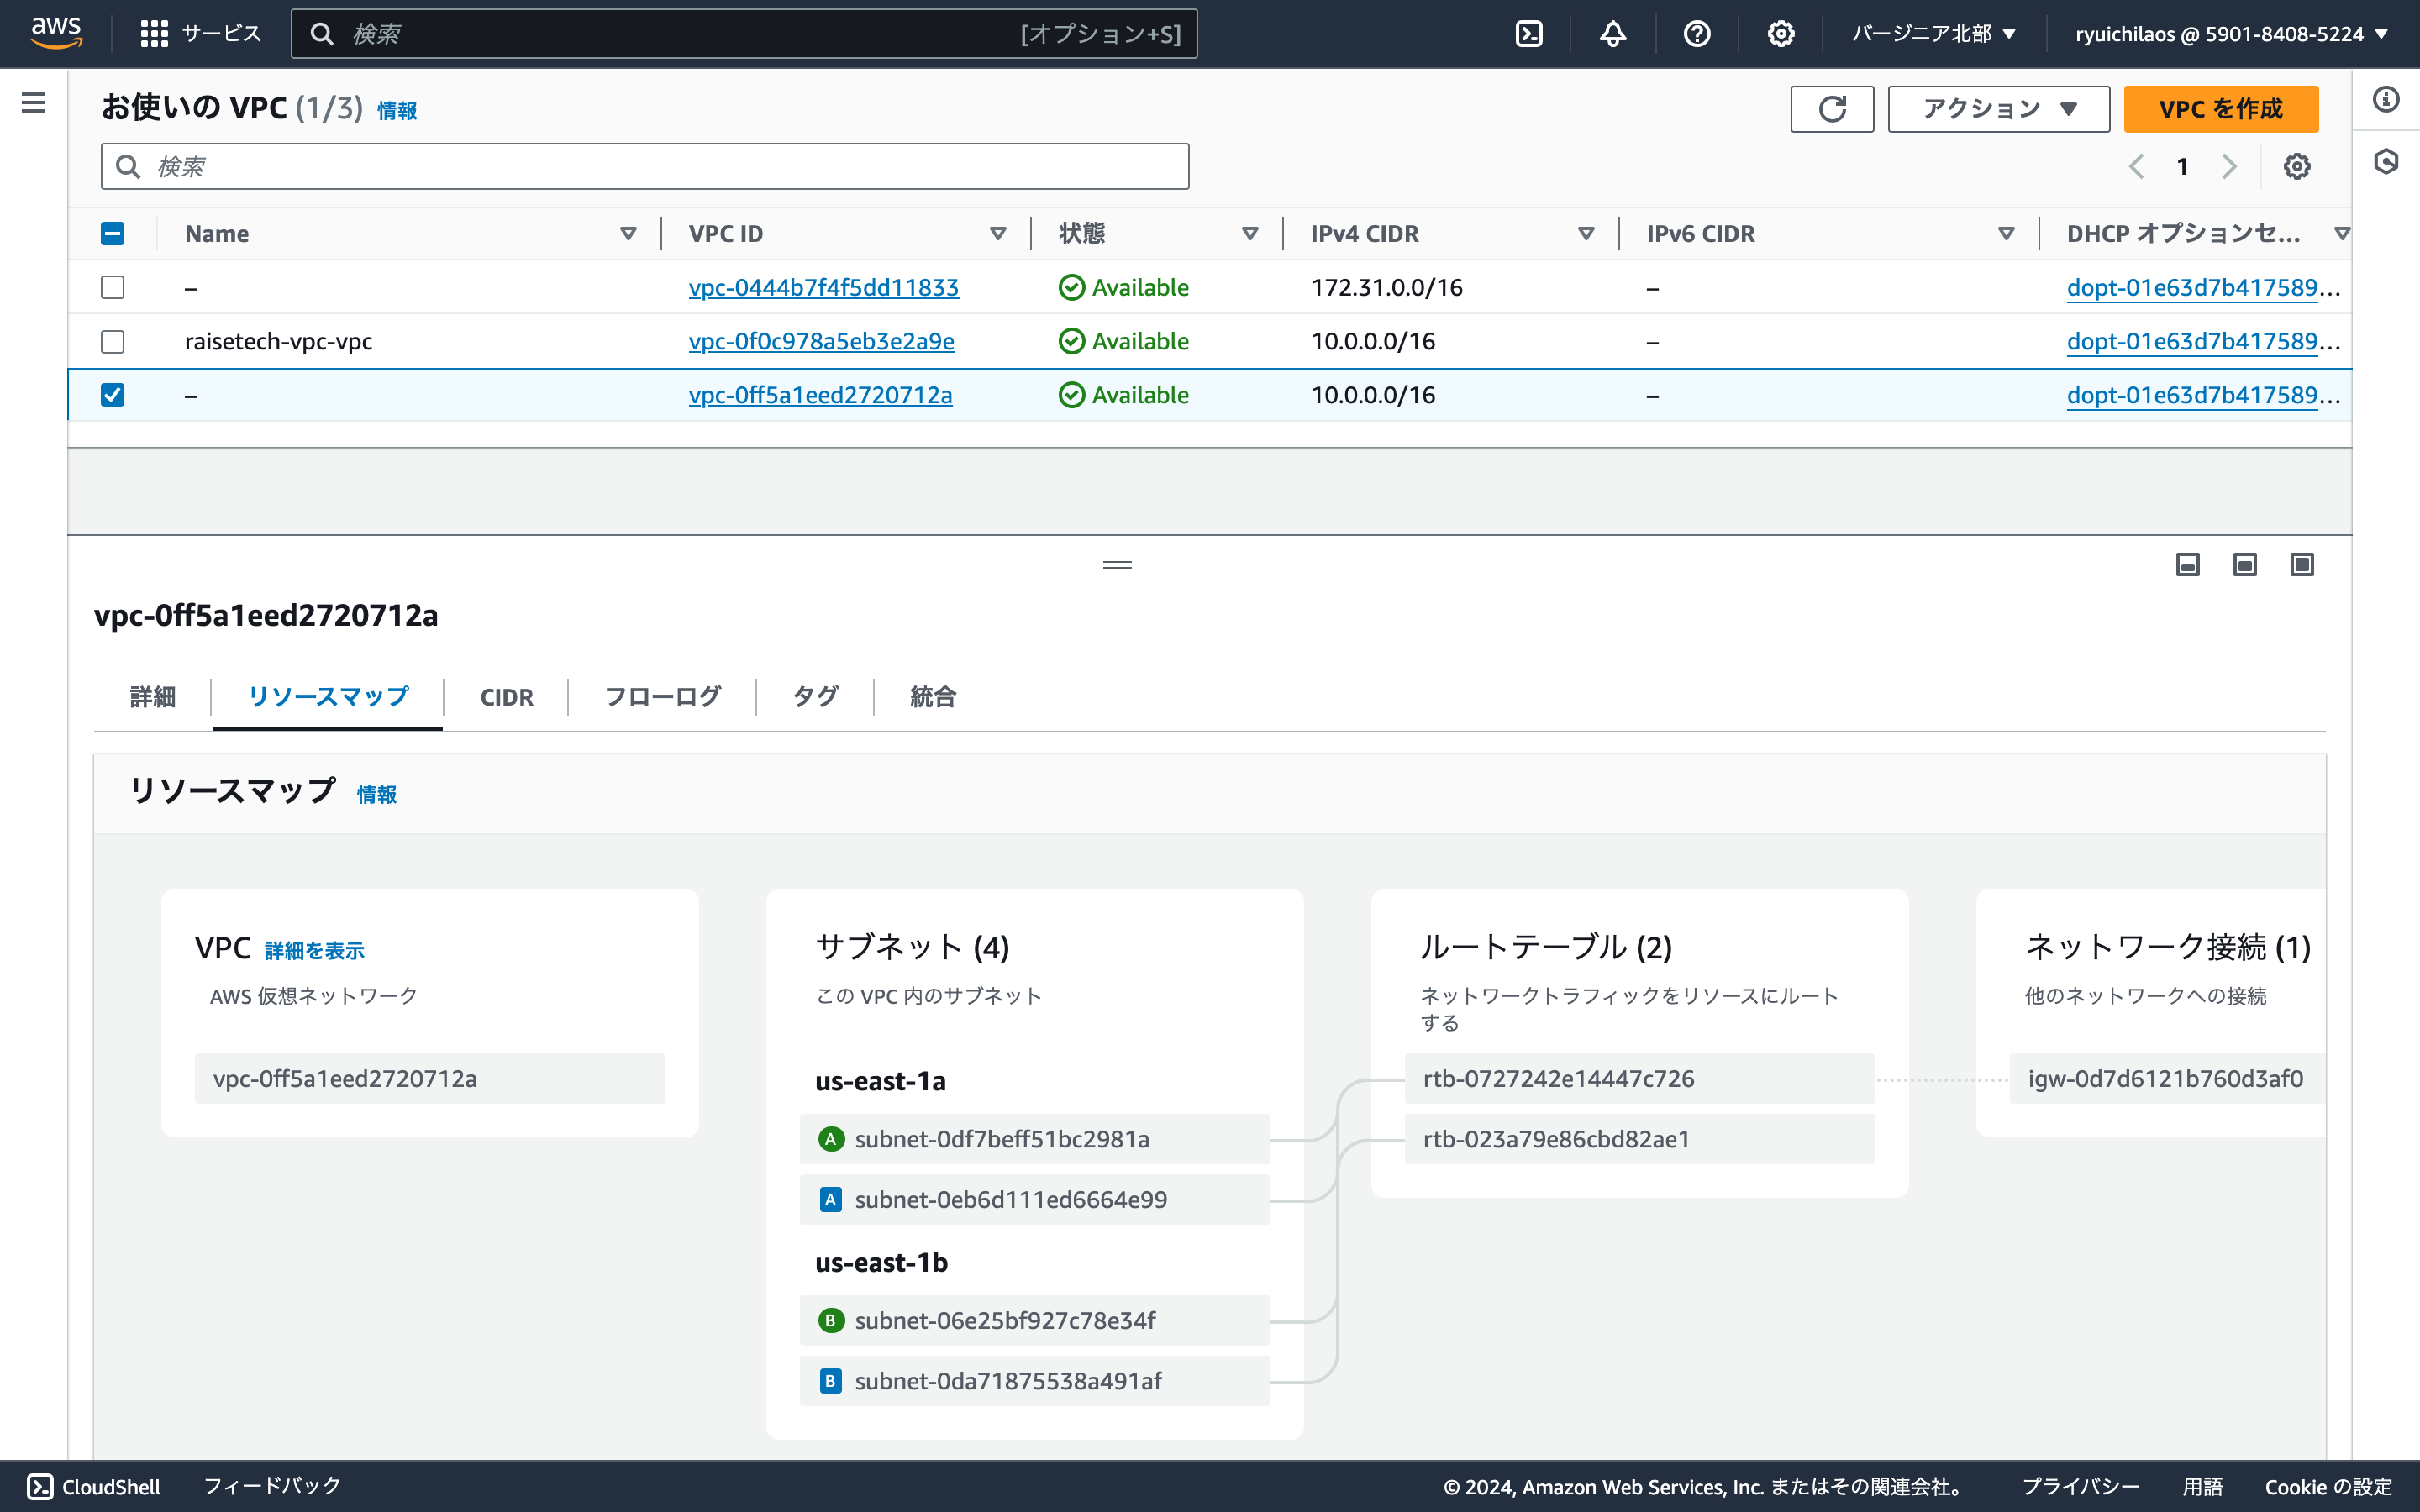 aws サービス 検索 [オプション+S] バージニア北部 ▼ ryuichilaos @ 5901-8408-5224 ▼
お使いの VPC (1/3) 情報 アクション ▼ VPC を作成
検索 1
Name VPC ID 状態 IPv4 CIDR IPv6 CIDR DHCP オプションセ...
– vpc-0444b7f4f5dd11833 Available 172.31.0.0/16 – dopt-01e63d7b417589...
raisetech-vpc-vpc vpc-0f0c978a5eb3e2a9e Available 10.0.0.0/16 – dopt-01e63d7b417589...
– vpc-0ff5a1eed2720712a Available 10.0.0.0/16 – dopt-01e63d7b417589...
vpc-0ff5a1eed2720712a
詳細 リソースマップ CIDR フローログ タグ 統合
リソースマップ 情報
VPC 詳細を表示
AWS 仮想ネットワーク
vpc-0ff5a1eed2720712a
サブネット (4)
この VPC 内のサブネット
us-east-1a
A subnet-0df7beff51bc2981a
A subnet-0eb6d111ed6664e99
us-east-1b
B subnet-06e25bf927c78e34f
B subnet-0da71875538a491af
ルートテーブル (2)
ネットワークトラフィックをリソースにルート
する
rtb-0727242e14447c726
rtb-023a79e86cbd82ae1
ネットワーク接続 (1)
他のネットワークへの接続
igw-0d7d6121b760d3af0
CloudShell フィードバック © 2024, Amazon Web Services, Inc. またはその関連会社。 プライバシー 用語 Cookie の設定